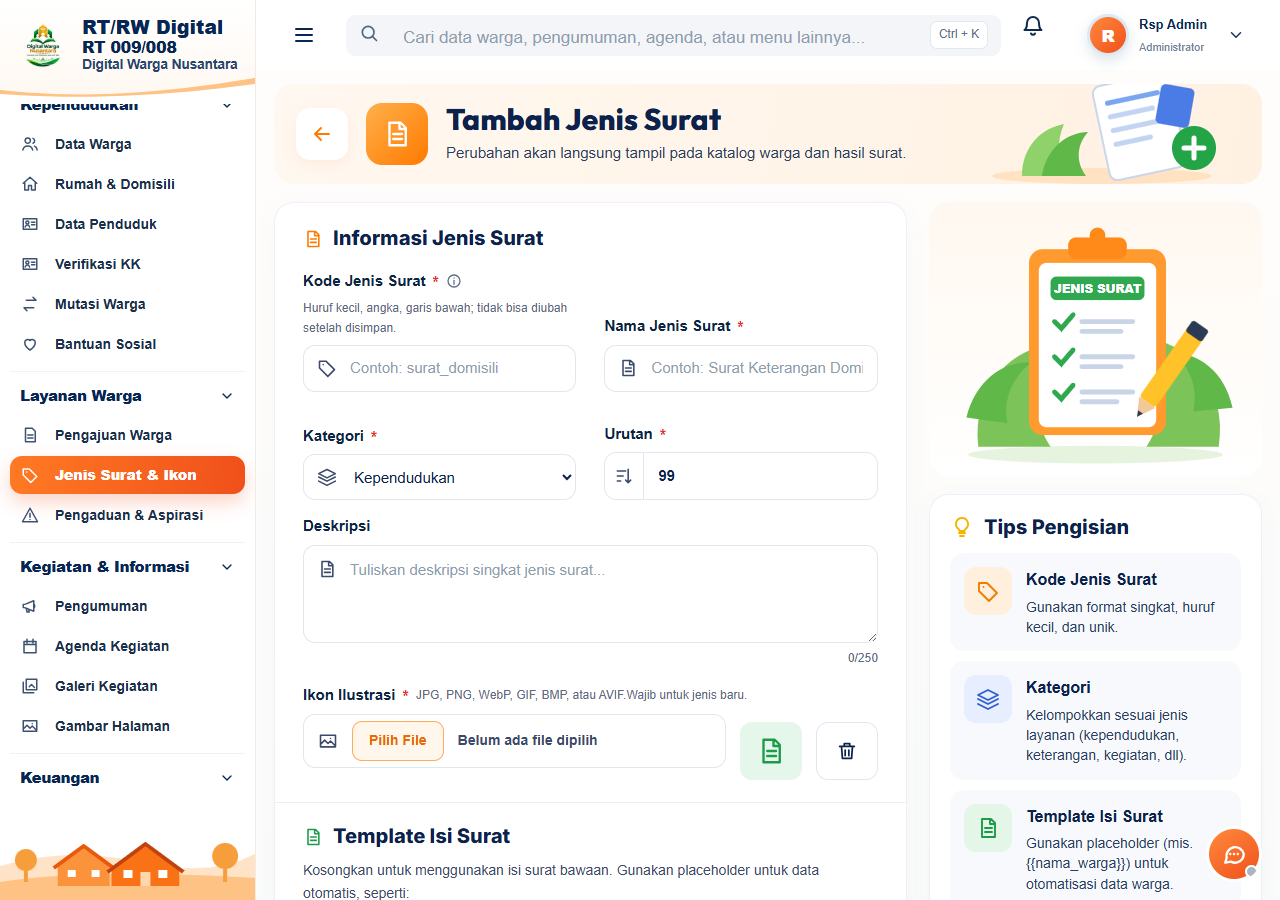 RT/RW Digital
RT 009/008
Digital Warga Nusantara
Digital Warga
Nusantara
Kependudukan
Data Warga
Rumah & Domisili
Data Penduduk
Verifikasi KK
Mutasi Warga
Bantuan Sosial
Layanan Warga
Pengajuan Warga
Jenis Surat & Ikon
Pengaduan & Aspirasi
Kegiatan & Informasi
Pengumuman
Agenda Kegiatan
Galeri Kegiatan
Gambar Halaman
Keuangan
Cari data warga, pengumuman, agenda, atau menu lainnya...
Ctrl + K
R
Rsp Admin
Administrator
Tambah Jenis Surat
Perubahan akan langsung tampil pada katalog warga dan hasil surat.
Informasi Jenis Surat
Kode Jenis Surat *
Huruf kecil, angka, garis bawah; tidak bisa diubah
setelah disimpan.
Contoh: surat_domisili
Nama Jenis Surat *
Contoh: Surat Keterangan Domi
Kategori *
Kependudukan
Urutan *
99
Deskripsi
Tuliskan deskripsi singkat jenis surat...
0/250
Ikon Ilustrasi * JPG, PNG, WebP, GIF, BMP, atau AVIF.Wajib untuk jenis baru.
Pilih File
Belum ada file dipilih
Template Isi Surat
Kosongkan untuk menggunakan isi surat bawaan. Gunakan placeholder untuk data
otomatis, seperti:
JENIS SURAT
Tips Pengisian
Kode Jenis Surat
Gunakan format singkat, huruf
kecil, dan unik.
Kategori
Kelompokkan sesuai jenis
layanan (kependudukan,
keterangan, kegiatan, dll).
Template Isi Surat
Gunakan placeholder (mis.
{{nama_warga}}) untuk
otomatisasi data warga.